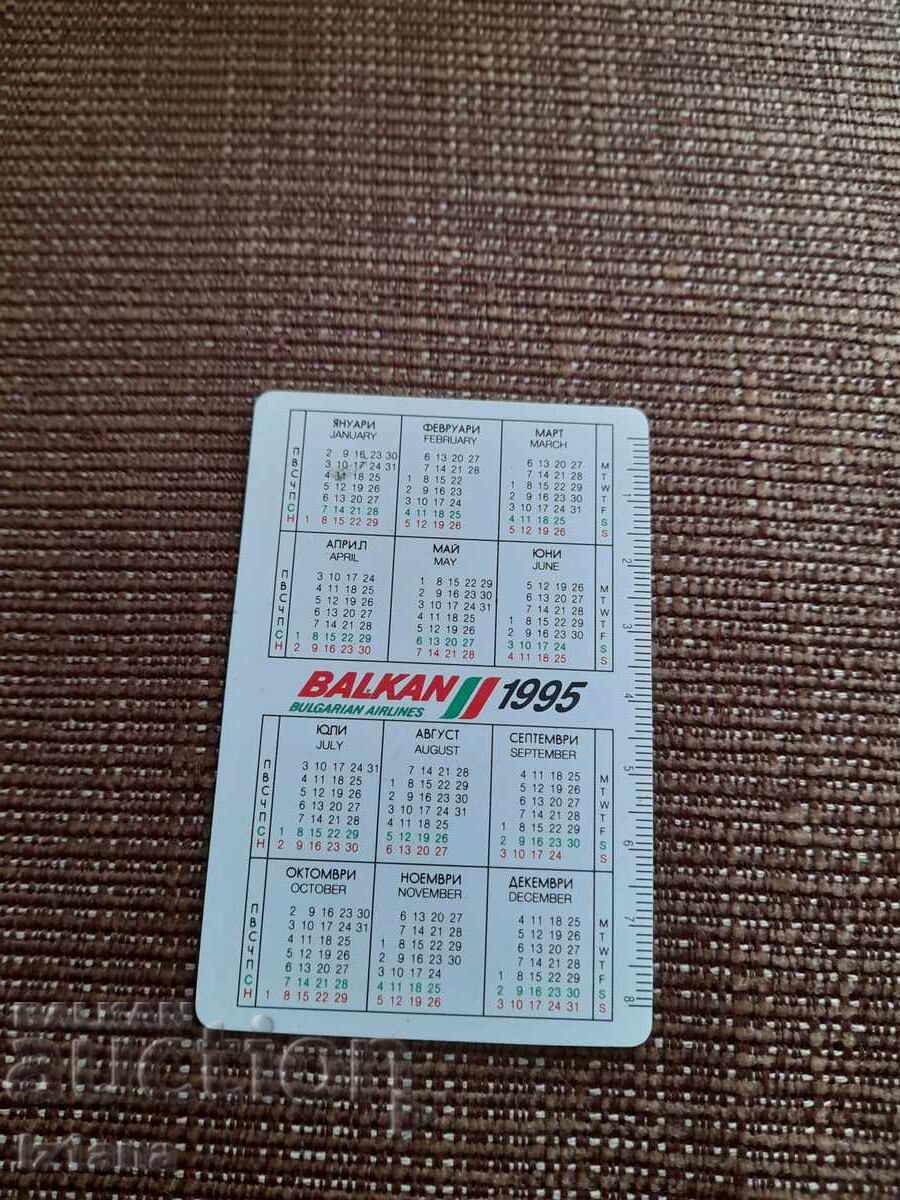 ЯНУАРИ ФЕВРУАРИ МАРТ
JANUARY FEBRUARY MARCH
П 2 9 16 23 30 6 13 20 27 6 13 20 27 M
В 3 10 17 24 31 7 14 21 28 7 14 21 28 T
С 4 11 18 25 1 8 15 22 1 8 15 22 29 W
Ч 5 12 19 26 2 9 16 23 2 9 16 23 30 T
П 6 13 20 27 3 10 17 24 3 10 17 24 31 F
С 7 14 21 28 4 11 18 25 4 11 18 25 S
Н 1 8 15 22 29 5 12 19 26 5 12 19 26 S
АПРИЛ МАЙ ЮНИ
APRIL MAY JUNE
П 3 10 17 24 1 8 15 22 29 5 12 19 26 M
В 4 11 18 25 2 9 16 23 30 6 13 20 27 T
С 5 12 19 26 3 10 17 24 31 7 14 21 28 W
Ч 6 13 20 27 4 11 18 25 1 8 15 22 29 T
П 7 14 21 28 5 12 19 26 2 9 16 23 30 F
С 1 8 15 22 29 6 13 20 27 3 10 17 24 S
Н 2 9 16 23 30 7 14 21 28 4 11 18 25 S
BALKAN 1995
BULGARIAN AIRLINES
ЮЛИ АВГУСТ СЕПТЕМВРИ
JULY AUGUST SEPTEMBER
П 3 10 17 24 31 7 14 21 28 4 11 18 25 M
В 4 11 18 25 1 8 15 22 29 5 12 19 26 T
С 5 12 19 26 2 9 16 23 30 6 13 20 27 W
Ч 6 13 20 27 3 10 17 24 31 7 14 21 28 T
П 7 14 21 28 4 11 18 25 1 8 15 22 29 F
С 1 8 15 22 29 5 12 19 26 2 9 16 23 30 S
Н 2 9 16 23 30 6 13 20 27 3 10 17 24 S
ОКТОМВРИ НОЕМВРИ ДЕКЕМВРИ
OCTOBER NOVEMBER DECEMBER
П 2 9 16 23 30 6 13 20 27 4 11 18 25 M
В 3 10 17 24 31 7 14 21 28 5 12 19 26 T
С 4 11 18 25 1 8 15 22 29 6 13 20 27 W
Ч 5 12 19 26 2 9 16 23 30 7 14 21 28 T
П 6 13 20 27 3 10 17 24 1 8 15 22 29 F
С 7 14 21 28 4 11 18 25 2 9 16 23 30 S
Н 1 8 15 22 29 5 12 19 26 3 10 17 24 31 S
1
2
3
4
5
6
7
8
BALKAN
auction
Iztana